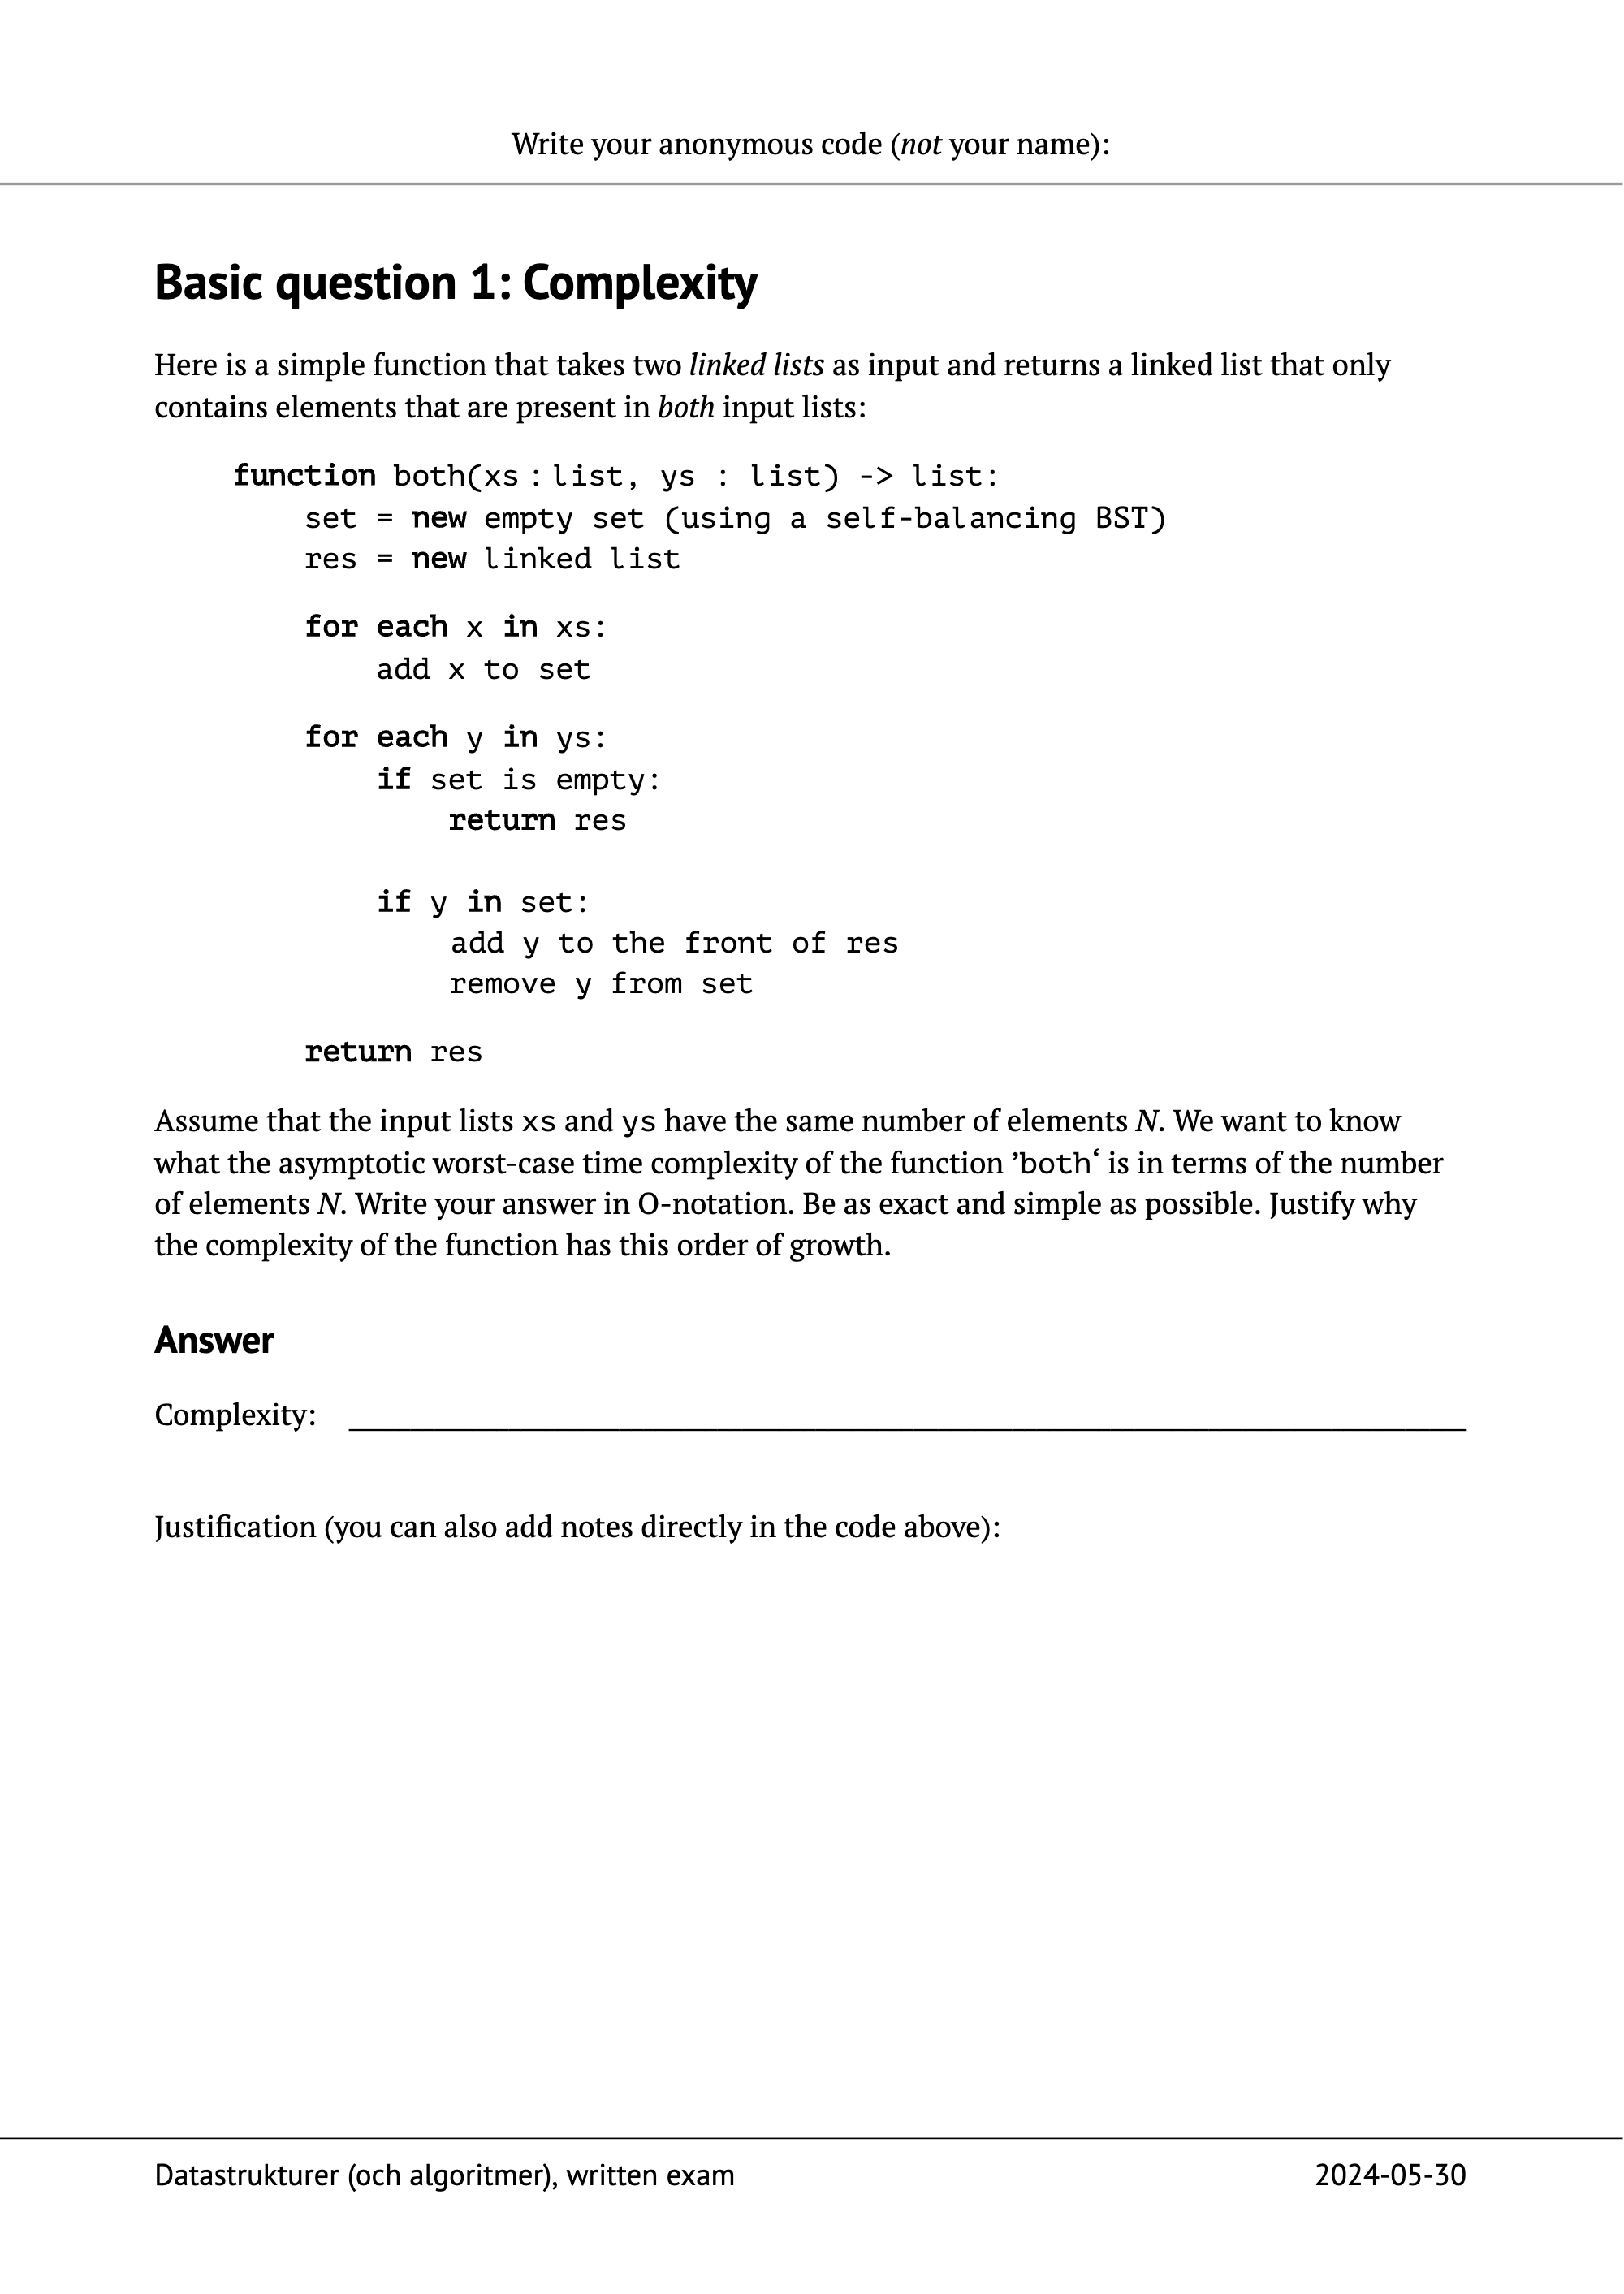 Write your anonymous code (not your name):
Basic question 1: Complexity
Here is a simple function that takes two linked lists as input and returns a linked list that only
contains elements that are present in both input lists:
function both(xs : list, ys : list) -> list:
set = new empty set (using a self-balancing BST)
res = new linked list
for each x in xs:
add x to set
for each y in ys:
if set is empty:
return res
if y in set:
add y to the front of res
remove y from set
return res
Assume that the input lists xs and ys have the same number of elements N. We want to know
what the asymptotic worst-case time complexity of the function ’both‘ is in terms of the number
of elements N. Write your answer in O-notation. Be as exact and simple as possible. Justify why
the complexity of the function has this order of growth.
Answer
Complexity:
Justification (you can also add notes directly in the code above):
Datastrukturer (och algoritmer), written exam 2024-05-30